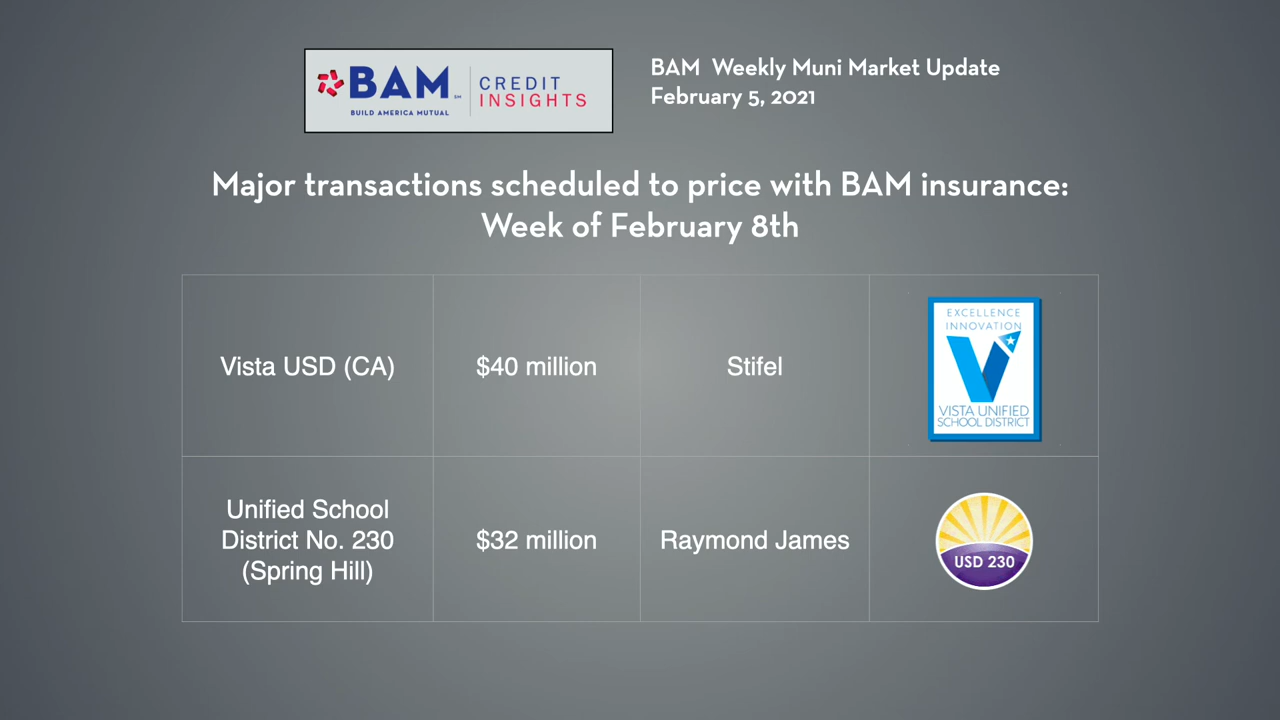 BAM SM
CREDIT
INSIGHTS
BUILD AMERICA MUTUAL
BAM Weekly Muni Market Update
February 5, 2021
Major transactions scheduled to price with BAM insurance:
Week of February 8th
Vista USD (CA)
$40 million
Stifel
EXCELLENCE
INNOVATION
V
VISTA UNIFIED
SCHOOL DISTRICT
Unified School
District No. 230
(Spring Hill)
$32 million
Raymond James
USD 230